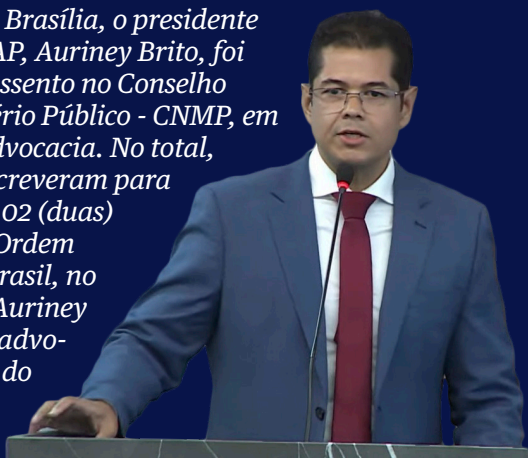 Brasília, o presidente
AP, Auriney Brito, foi
ssento no Conselho
ério Público - CNMP, em
dvocacia. No total,
creveram para
02 (duas)
Ordem
rasil, no
Auriney
advo-
do